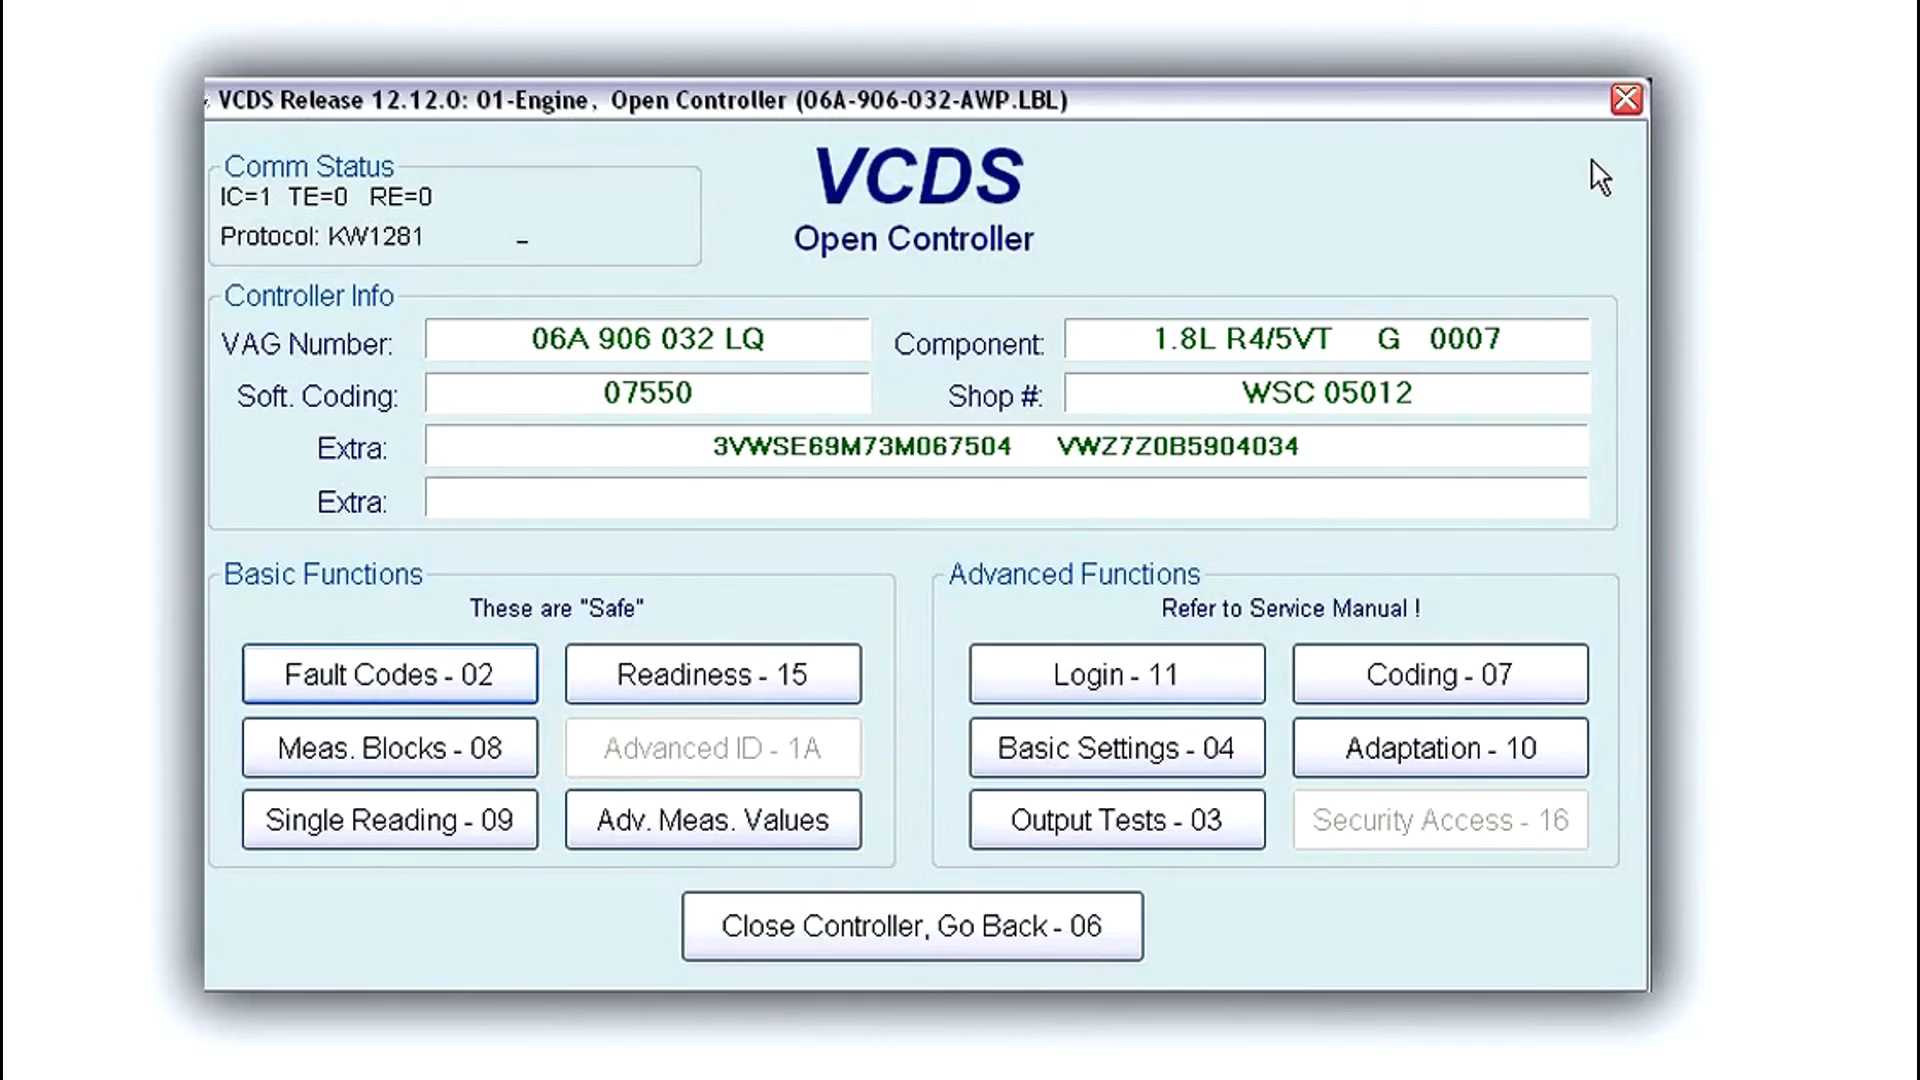 VCDS Release 12.12.0: 01-Engine, Open Controller (06A-906-032-AWP.LBL)
Comm Status
IC=1 TE=0 RE=0
Protocol: KW1281 –
VCDS
Open Controller
Controller Info
VAG Number: 06A 906 032 LQ Component: 1.8L R4/5VT G 0007
Soft. Coding: 07550 Shop #: WSC 05012
Extra: 3VWSE69M73M067504 VWZ7Z0B5904034
Extra:
Basic Functions
These are "Safe"
Fault Codes - 02 Readiness - 15
Meas. Blocks - 08 Advanced ID - 1A
Single Reading - 09 Adv. Meas. Values
Advanced Functions
Refer to Service Manual !
Login - 11 Coding - 07
Basic Settings - 04 Adaptation - 10
Output Tests - 03 Security Access - 16
Close Controller, Go Back - 06